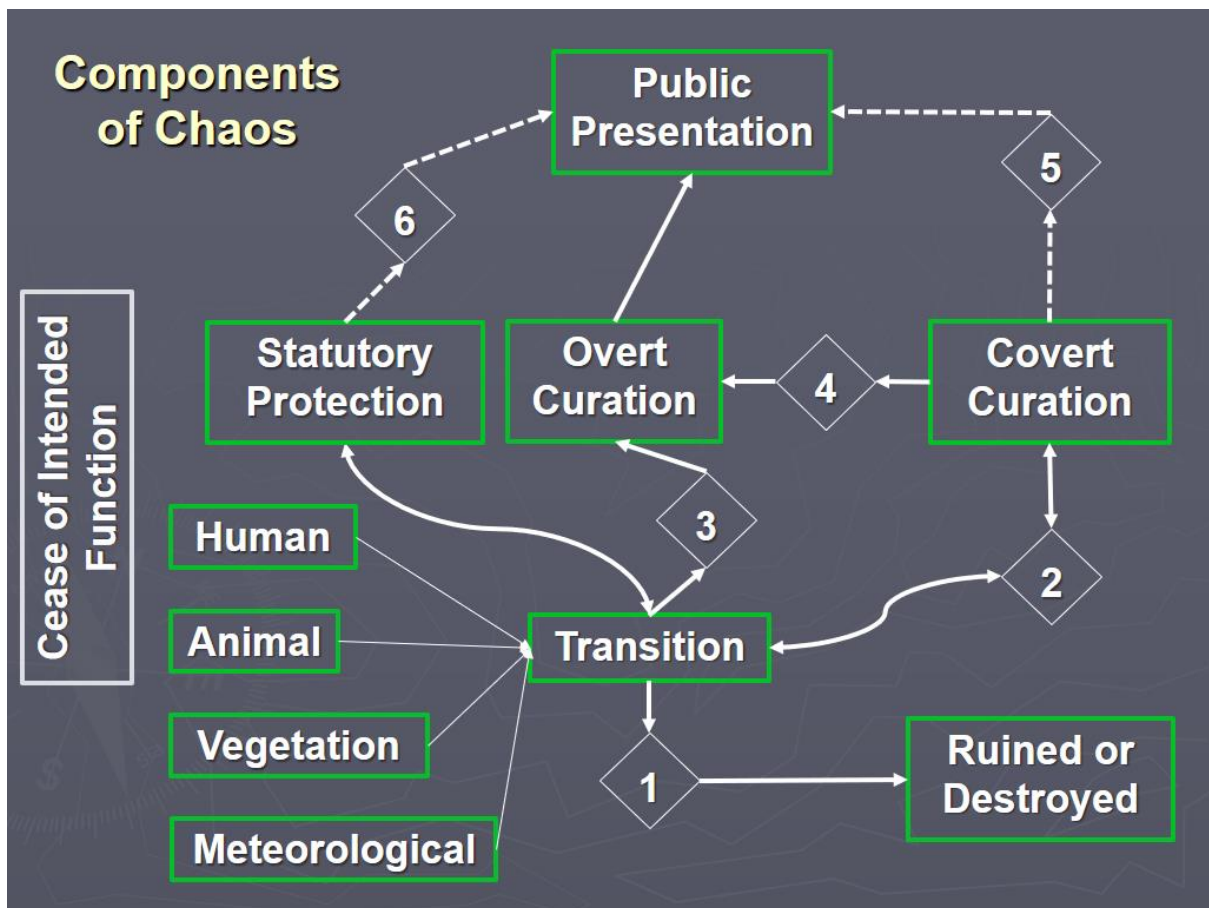 Components
of Chaos
Public
Presentation
5
6
Cease of Intended
Function
Statutory
Protection
Overt
Curation
4
Covert
Curation
Human
3
2
Animal
Transition
Vegetation
1
Ruined or
Destroyed
Meteorological